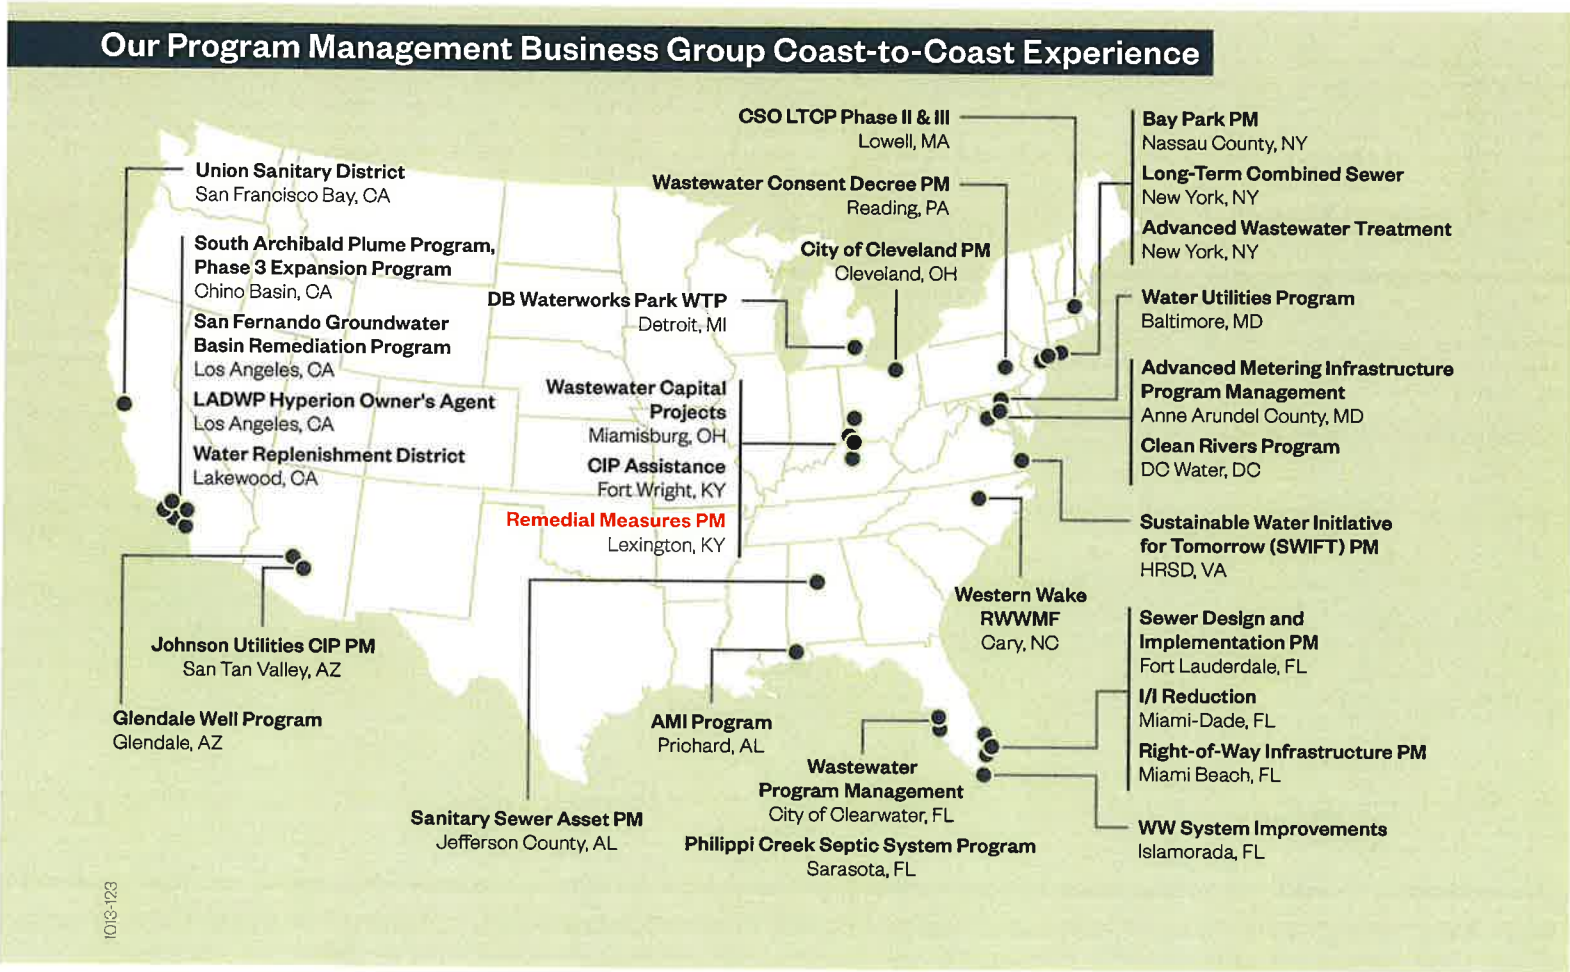 Our Program Management Business Group Coast-to-Coast Experience
CSO LTCP Phase II & III
Lowell, MA
Wastewater Consent Decree PM
Reading, PA
City of Cleveland PM
Cleveland, OH
DB Waterworks Park WTP
Detroit, MI
Union Sanitary District
San Francisco Bay, CA
South Archibald Plume Program,
Phase 3 Expansion Program
Chino Basin, CA
San Fernando Groundwater
Basin Remediation Program
Los Angeles, CA
LADWP Hyperion Owner's Agent
Los Angeles, CA
Water Replenishment District
Lakewood, CA
Wastewater Capital
Projects
Miamisburg, OH
CIP Assistance
Fort Wright, KY
Remedial Measures PM
Lexington, KY
Bay Park PM
Nassau County, NY
Long-Term Combined Sewer
New York, NY
Advanced Wastewater Treatment
New York, NY
Water Utilities Program
Baltimore, MD
Advanced Metering Infrastructure
Program Management
Anne Arundel County, MD
Clean Rivers Program
DC Water, DC
Sustainable Water Initiative
for Tomorrow (SWIFT) PM
HRSD, VA
Western Wake
RWWMF
Cary, NC
Sewer Design and
Implementation PM
Fort Lauderdale, FL
I/I Reduction
Miami-Dade, FL
Right-of-Way Infrastructure PM
Miami Beach, FL
WW System Improvements
Islamorada, FL
Johnson Utilities CIP PM
San Tan Valley, AZ
Glendale Well Program
Glendale, AZ
AMI Program
Prichard, AL
Wastewater
Program Management
City of Clearwater, FL
Philippi Creek Septic System Program
Sarasota, FL
Sanitary Sewer Asset PM
Jefferson County, AL
1013-123